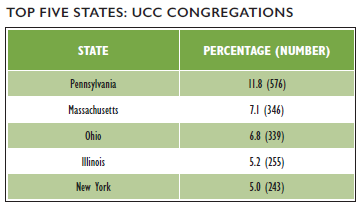 TOP FIVE STATES: UCC CONGREGATIONS
STATE PERCENTAGE (NUMBER)
Pennsylvania 11.8 (576)
Massachusetts 7.1 (346)
Ohio 6.8 (339)
Illinois 5.2 (255)
New York 5.0 (243)